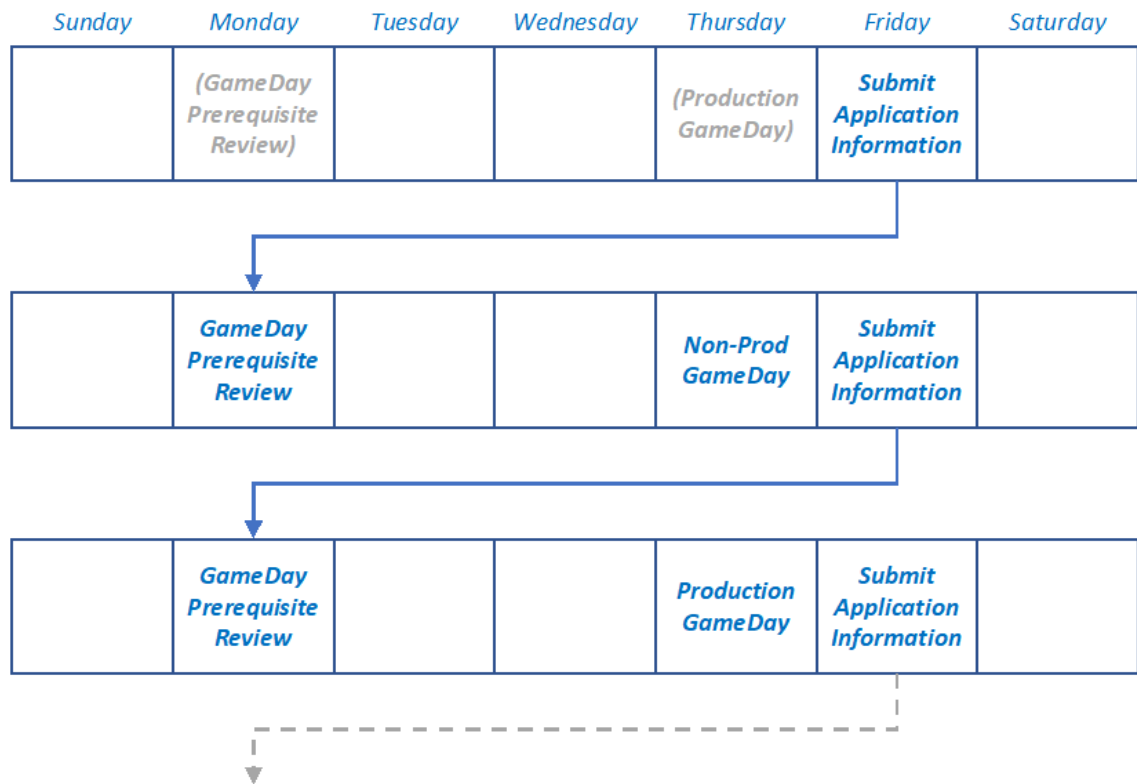 Sunday Monday Tuesday Wednesday Thursday Friday Saturday
(GameDay
Prerequisite
Review)
(Production
GameDay)
Submit
Application
Information
GameDay
Prerequisite
Review
Non-Prod
GameDay
Submit
Application
Information
GameDay
Prerequisite
Review
Production
GameDay
Submit
Application
Information